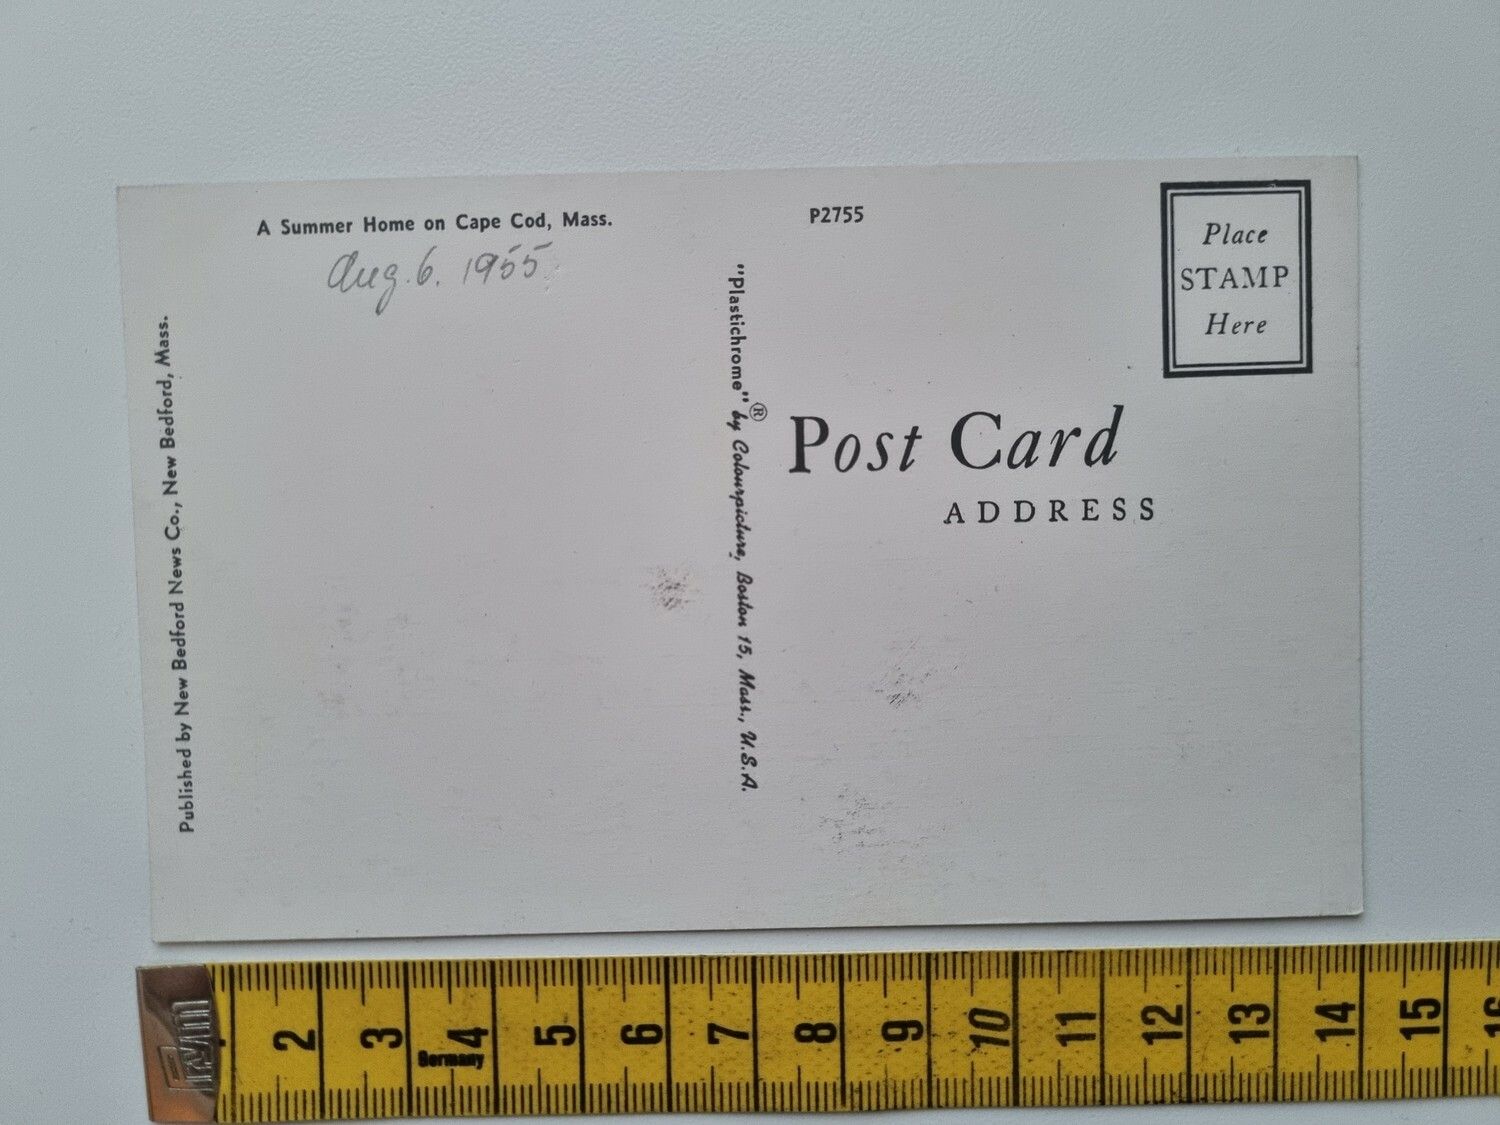 A Summer Home on Cape Cod, Mass.
Aug. 6. 1955
Published by New Bedford News Co., New Bedford, Mass.
P2755
"Plastichrome"® by Colourpicture, Boston 15, Mass., U.S.A.
Place
STAMP
Here
Post Card
ADDRESS
Prym
2 3 4 5 6 7 8 9 10 11 12 13 14 15 16
Germany